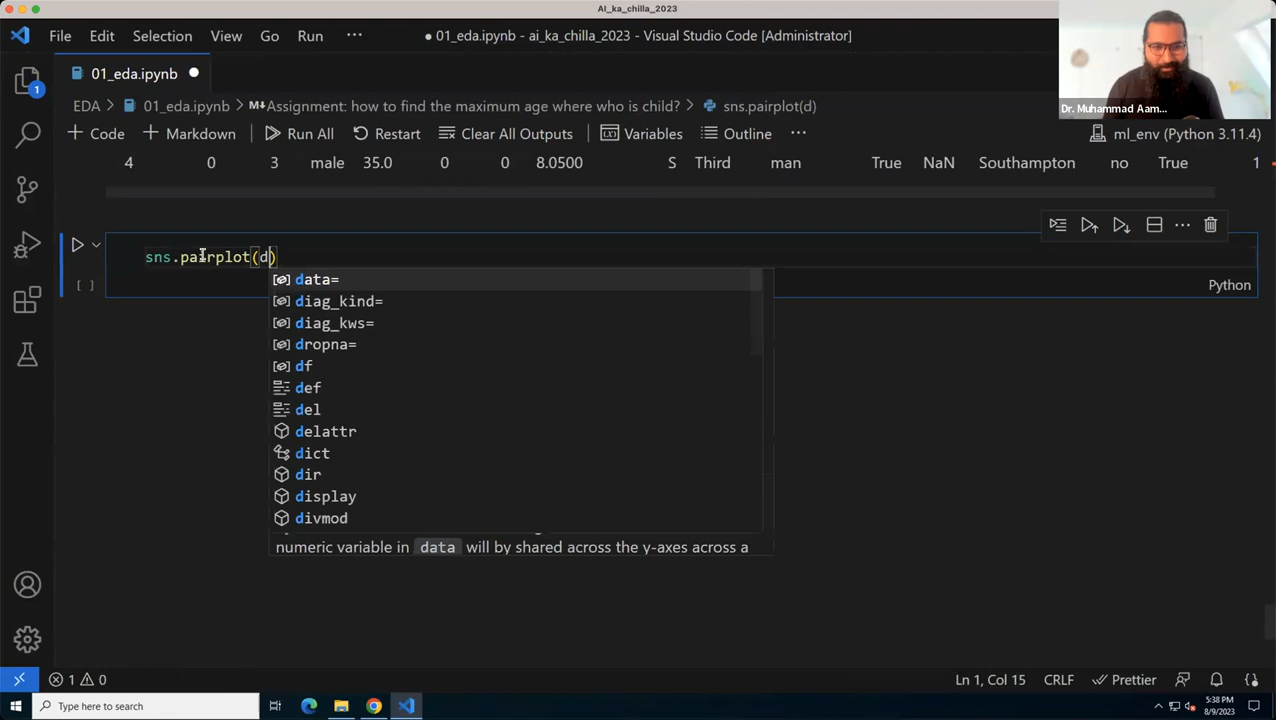 AI_ka_chilla_2023
File Edit Selection View Go Run ··· ● 01_eda.ipynb - ai_ka_chilla_2023 - Visual Studio Code [Administrator]
01_eda.ipynb
EDA > 01_eda.ipynb > M↓Assignment: how to find the maximum age where who is child? > sns.pairplot(d)
+ Code + Markdown Run All Restart Clear All Outputs Variables Outline ··· ml_env (Python 3.11.4)
4 0 3 male 35.0 0 0 8.0500 S Third man True NaN Southampton no True 1
sns.pairplot(d)
[ ] Python
data=
diag_kind=
diag_kws=
dropna=
df
def
del
delattr
dict
dir
display
divmod
numeric variable in data will by shared across the y-axes across a
1 0 Ln 1, Col 15 CRLF Prettier
Type here to search
5:38 PM
8/9/2023
Dr. Muhammad Aam...
1